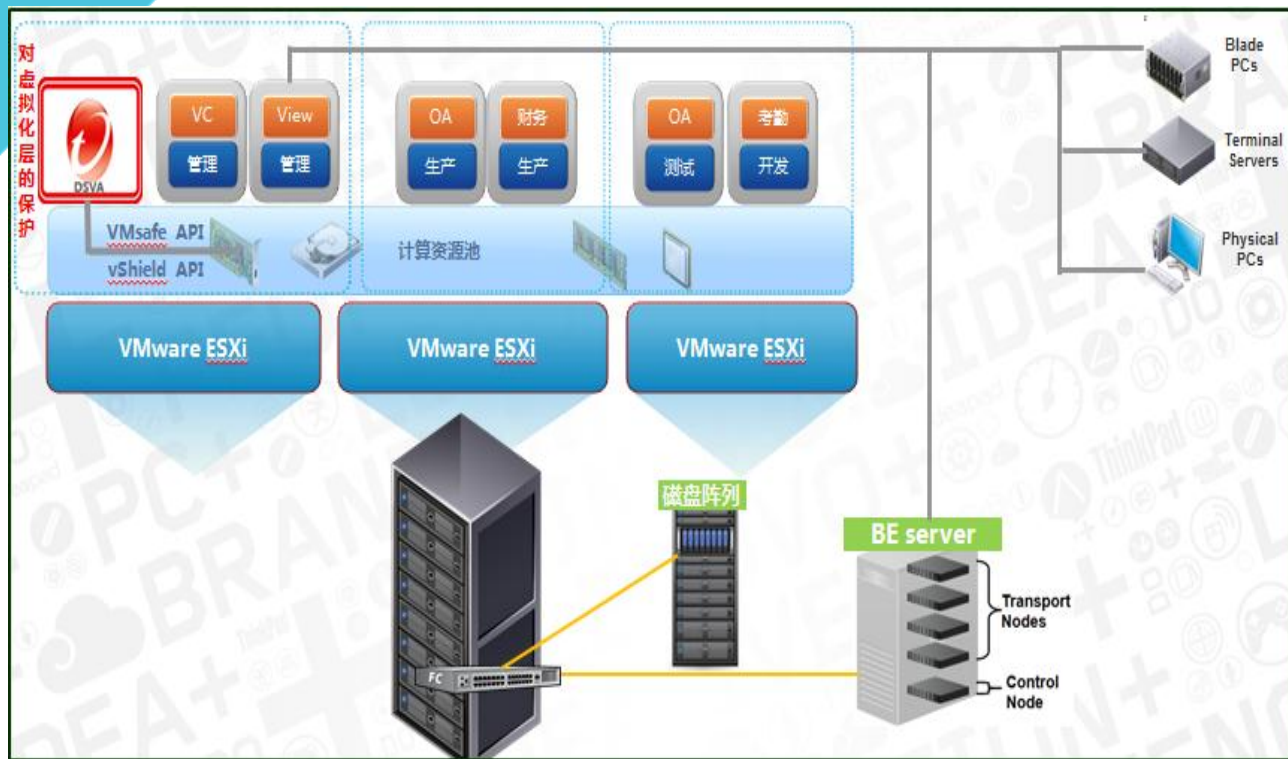 对虚拟化层的保护
DSVA
VC
管理
View
管理
OA
生产
财务
生产
OA
测试
考勤
开发
VMsafe API
vShield API
计算资源池
VMware ESXi
VMware ESXi
VMware ESXi
Blade
PCs
Terminal
Servers
Physical
PCs
磁盘阵列
FC
BE server
Transport
Nodes
Control
Node